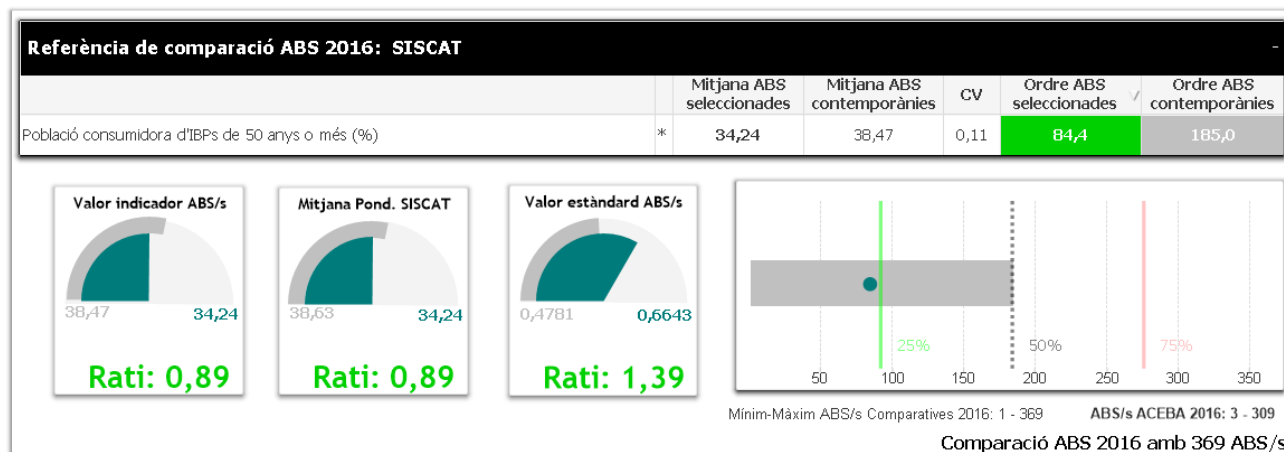 Referència de comparació ABS 2016: SISCAT -
Mitjana ABS seleccionades Mitjana ABS contemporànies CV Ordre ABS seleccionades Ordre ABS contemporànies
Població consumidora d'IBPs de 50 anys o més (%) * 34,24 38,47 0,11 84,4 185,0
Valor indicador ABS/s
38,47 34,24
Rati: 0,89
Mitjana Pond. SISCAT
38,63 34,24
Rati: 0,89
Valor estàndard ABS/s
0,4781 0,6643
Rati: 1,39
25% 50% 75%
50 100 150 200 250 300 350
Mínim-Màxim ABS/s Comparatives 2016: 1 - 369 ABS/s ACEBA 2016: 3 - 309
Comparació ABS 2016 amb 369 ABS/s